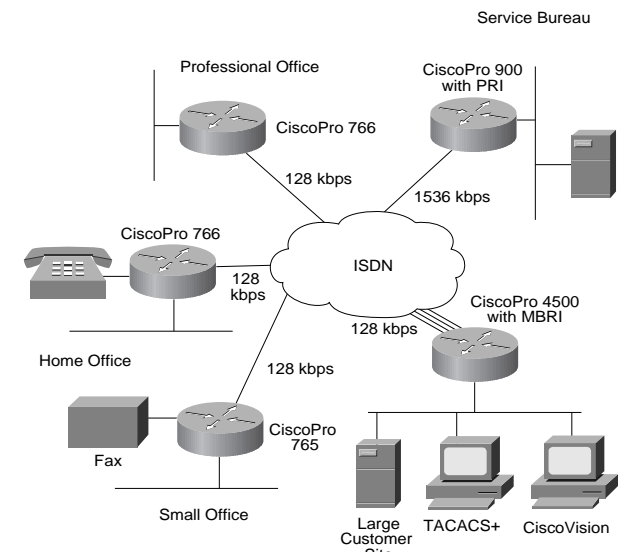 Service Bureau
Professional Office
CiscoPro 900
with PRI
CiscoPro 766
128 kbps
1536 kbps
CiscoPro 766
ISDN
128
kbps
CiscoPro 4500
with MBRI
128 kbps
Home Office
128 kbps
CiscoPro
765
Fax
Small Office
Large
Customer
Site
TACACS+
CiscoVision